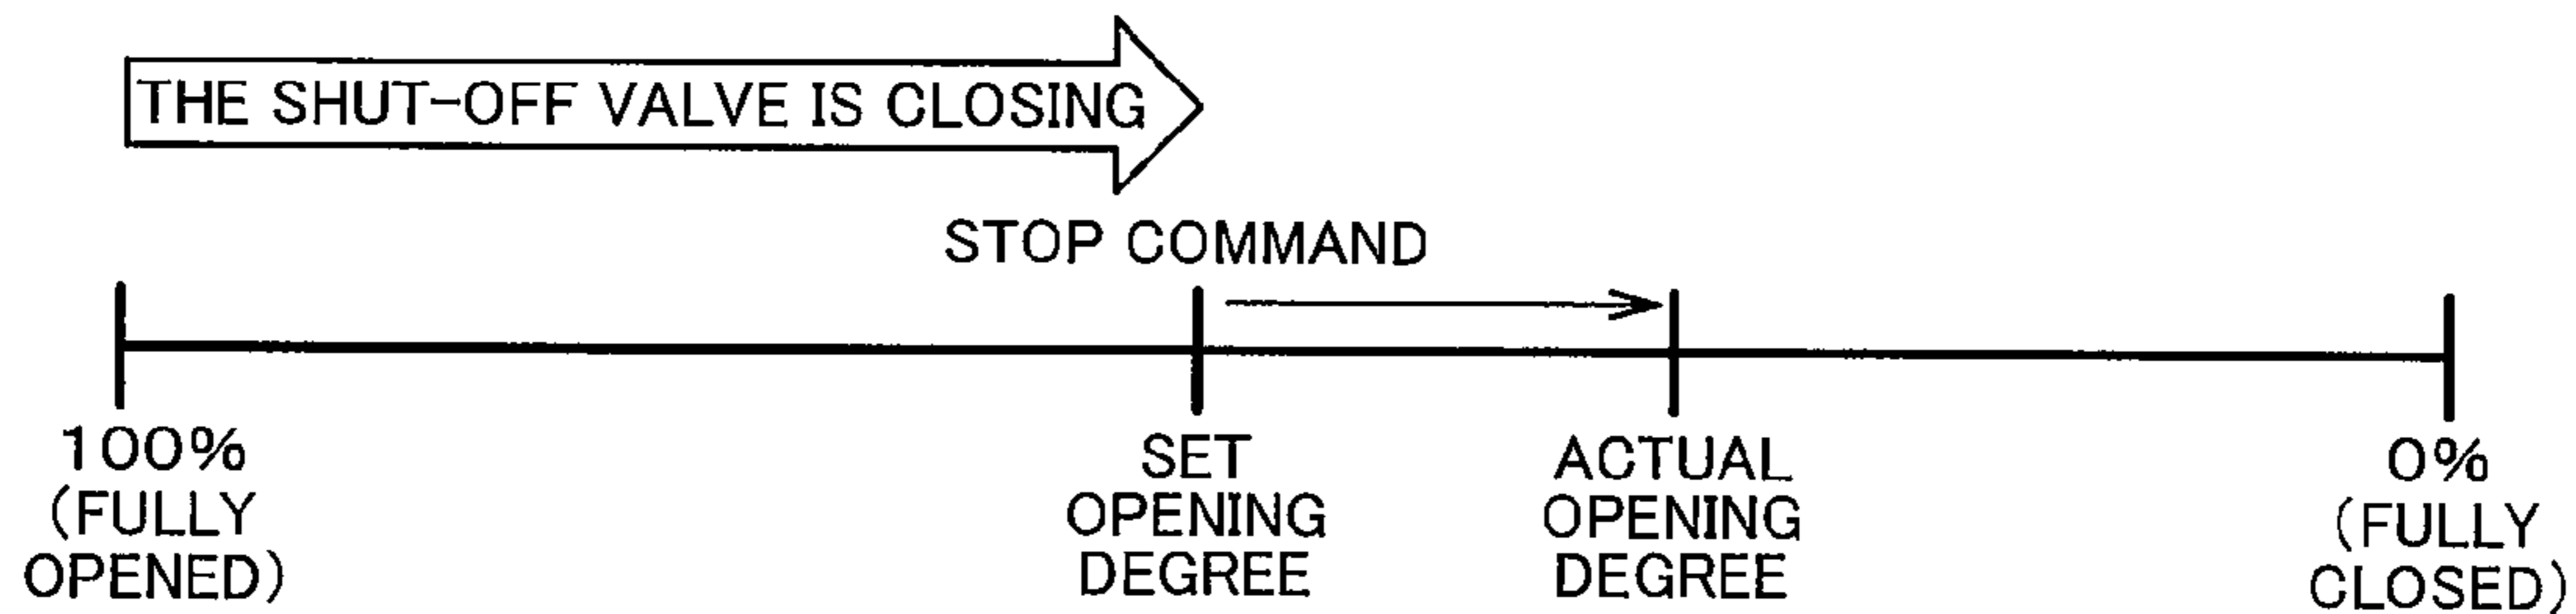 THE SHUT-OFF VALVE IS CLOSING
STOP COMMAND
100%
(FULLY
OPENED)
SET
OPENING
DEGREE
ACTUAL
OPENING
DEGREE
0%
(FULLY
CLOSED)